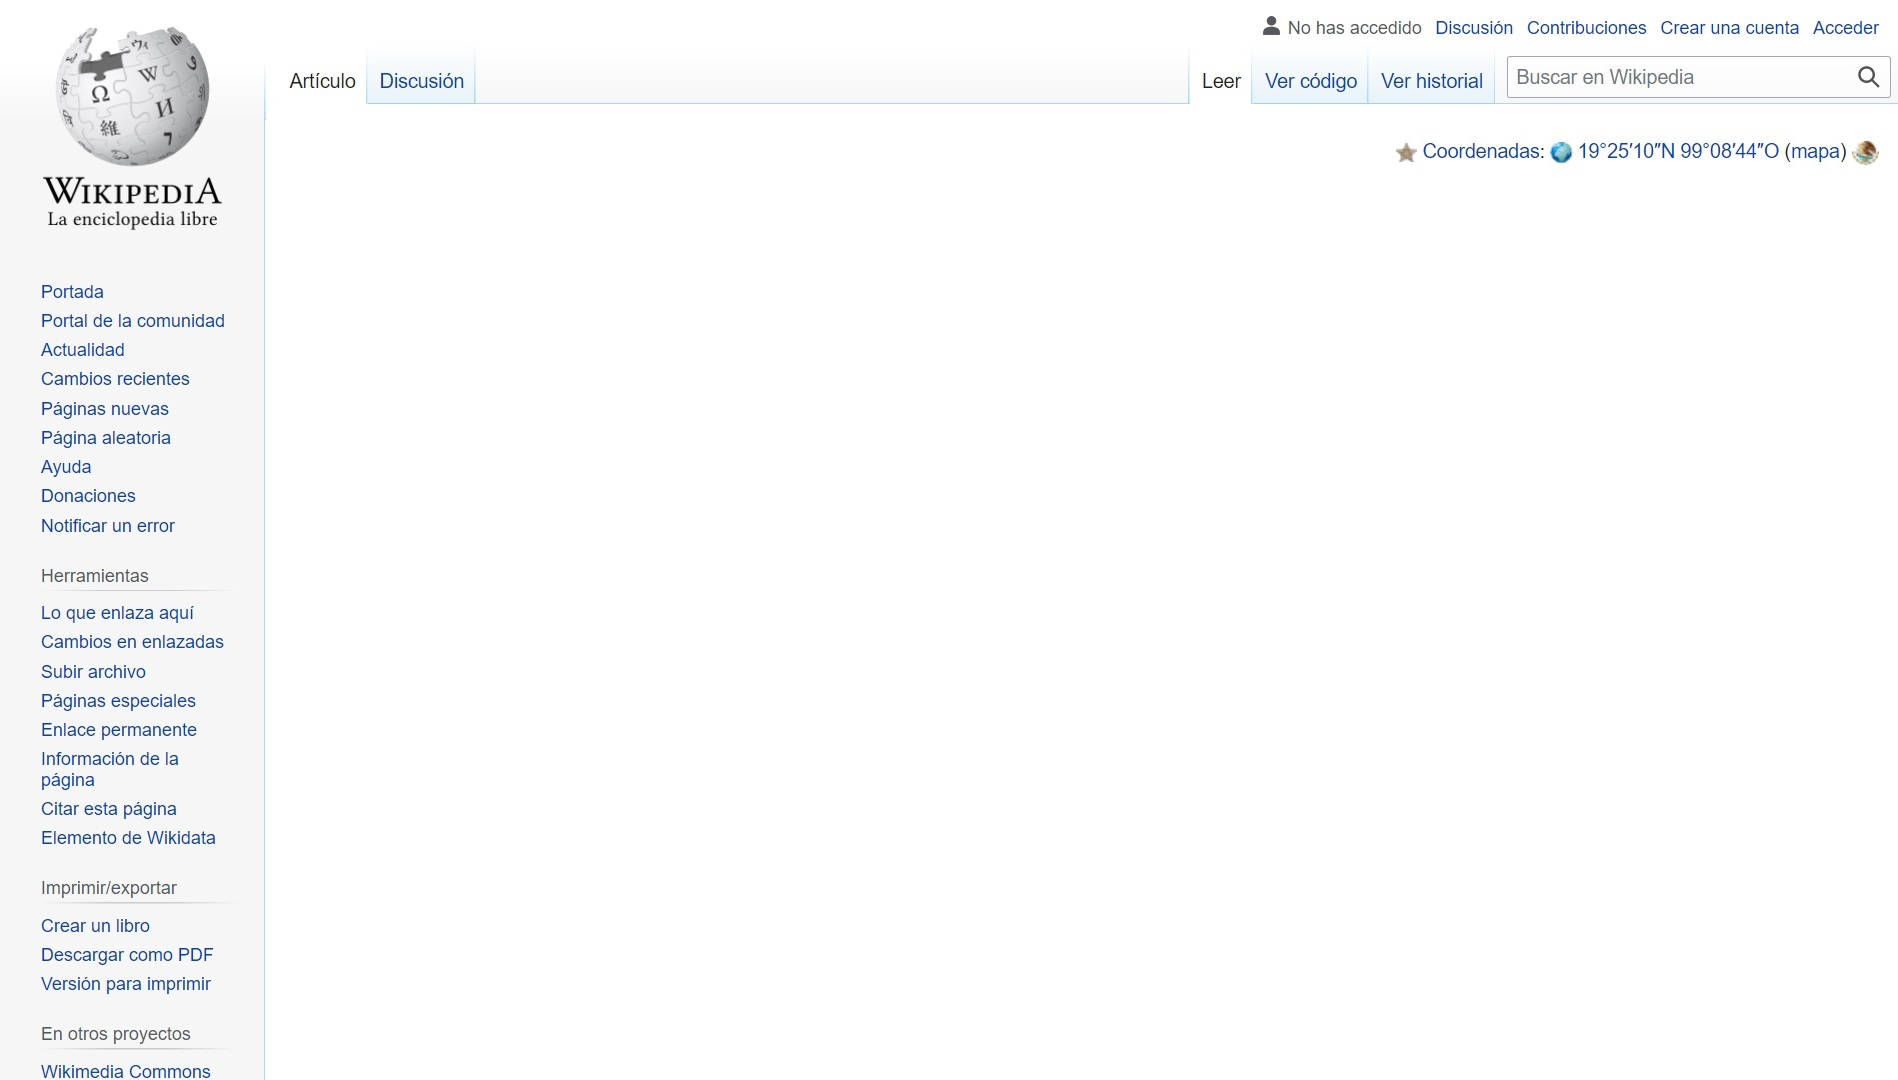 No has accedido Discusión Contribuciones Crear una cuenta Acceder
Artículo Discusión Leer Ver código Ver historial Buscar en Wikipedia
Coordenadas: 19°25′10″N 99°08′44″O (mapa)
Ω W И
維 7
WIKIPEDIA
La enciclopedia libre
Portada
Portal de la comunidad
Actualidad
Cambios recientes
Páginas nuevas
Página aleatoria
Ayuda
Donaciones
Notificar un error
Herramientas
Lo que enlaza aquí
Cambios en enlazadas
Subir archivo
Páginas especiales
Enlace permanente
Información de la
página
Citar esta página
Elemento de Wikidata
Imprimir/exportar
Crear un libro
Descargar como PDF
Versión para imprimir
En otros proyectos
Wikimedia Commons